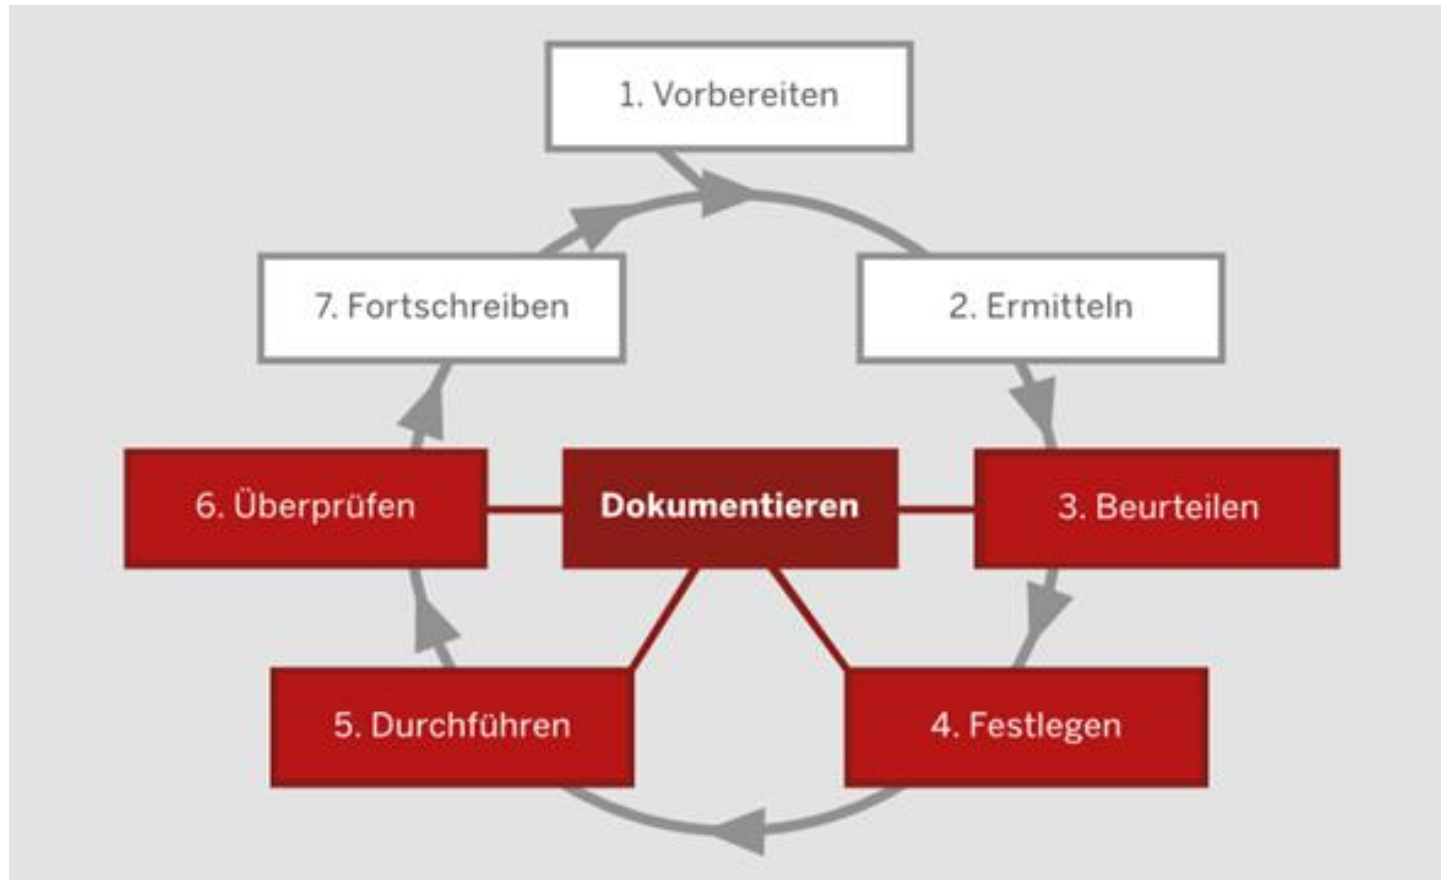 1. Vorbereiten
7. Fortschreiben
2. Ermitteln
6. Überprüfen
Dokumentieren
3. Beurteilen
5. Durchführen
4. Festlegen